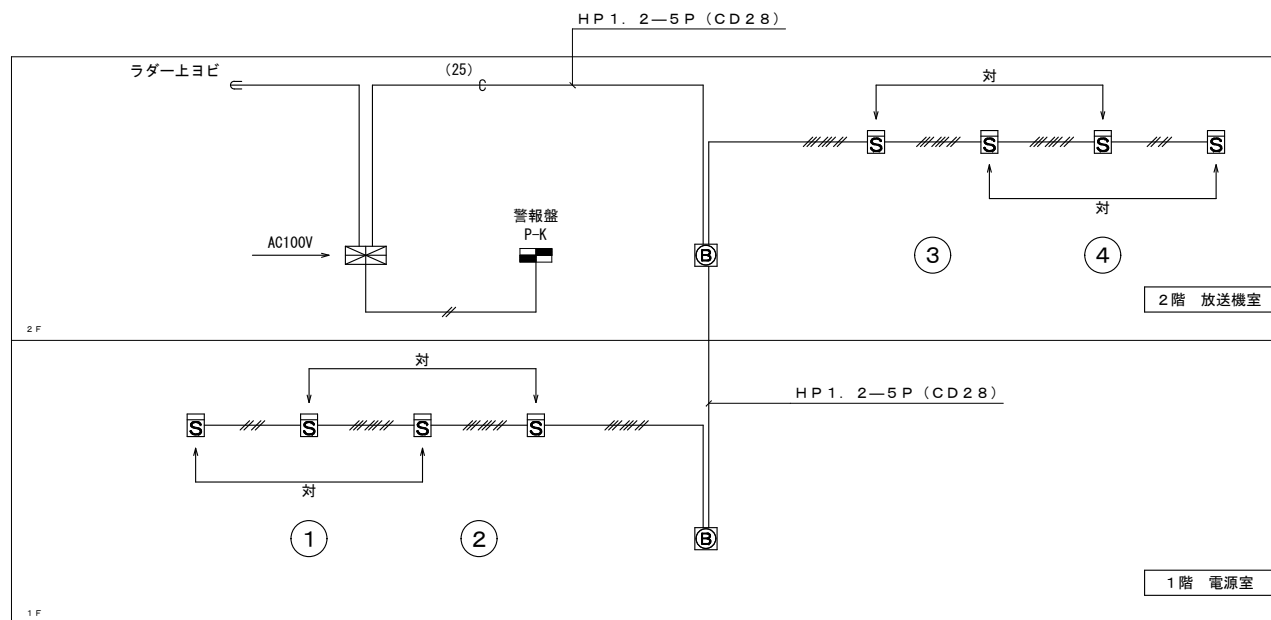 HP1.2―5P(CD28)
ラダー上ヨビ
(25)
C
対
S
S
S
S
対
警報盤
P-K
AC100V
B
③
④
2階 放送機室
2F
対
HP1.2―5P(CD28)
S
S
S
S
対
①
②
B
1階 電源室
1F